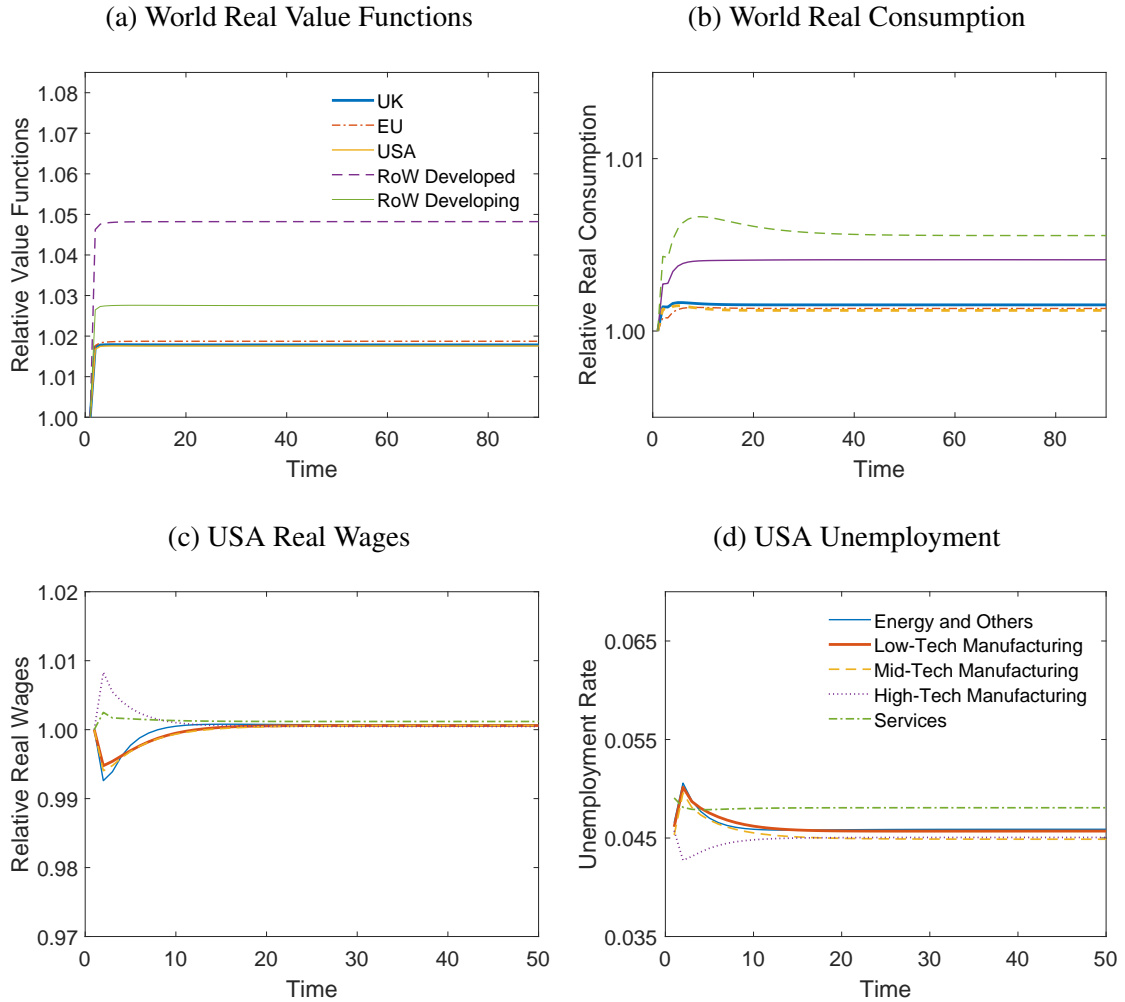 (a) World Real Value Functions
(b) World Real Consumption
1.08
1.07
1.06
1.05
1.04
1.03
1.02
1.01
1.00
Relative Value Functions
UK
EU
USA
RoW Developed
RoW Developing
0 20 40 60 80
Time
1.01
1.00
Relative Real Consumption
0 20 40 60 80
Time
(c) USA Real Wages
(d) USA Unemployment
1.02
1.01
1.00
0.99
0.98
0.97
Relative Real Wages
0 10 20 30 40 50
Time
0.065
0.055
0.045
0.035
Unemployment Rate
Energy and Others
Low-Tech Manufacturing
Mid-Tech Manufacturing
High-Tech Manufacturing
Services
0 10 20 30 40 50
Time